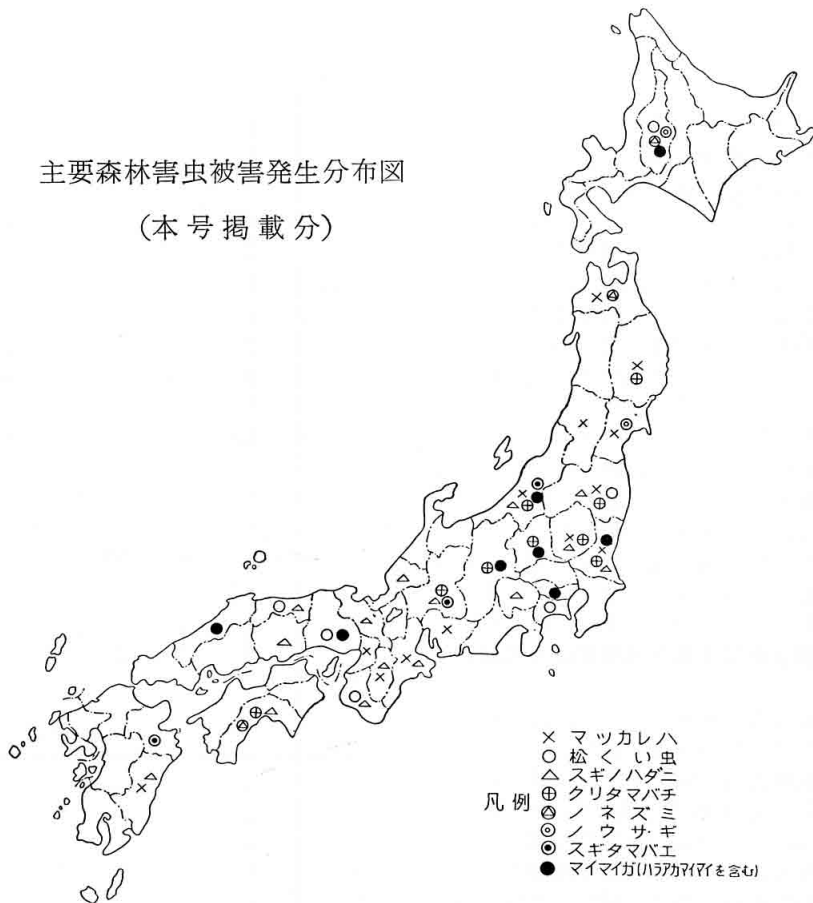 主要森林害虫被害発生分布図
(本号掲載分)
凡例
× マツカレハ
○ 松くい虫
△ スギノハダニ
⊕ クリタマバチ
ノネズミ
◎ ノウサ・ギ
◉ スギタマバエ
● マイマイガ(ハラアカマイマイを含む)